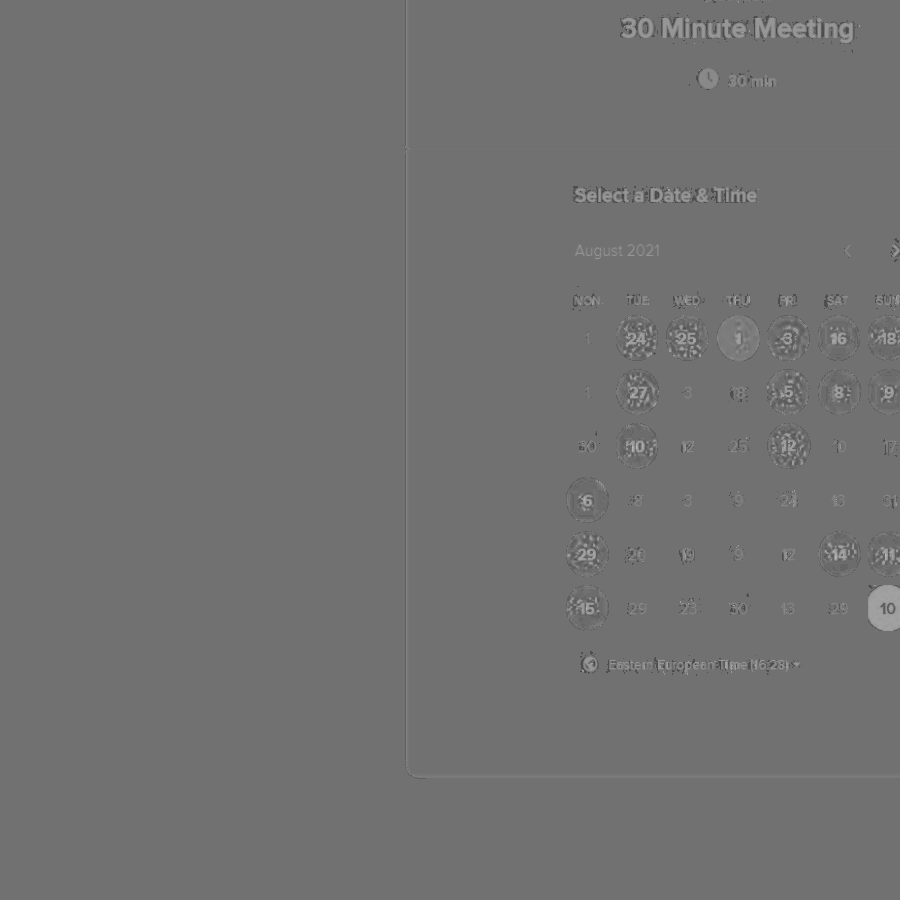 30 Minute Meeting
30 min
Select a Date & Time
August 2021
MON TUE WED THU FRI SAT SUN
1 24 25 1 3 16 18
1 27 3 18 5 8 9
30 10 12 25 12 10 17
6 8 3 9 24 13 31
29 20 19 9 12 14 11
15 29 23 30 13 29 10
Eastern European Time (16:28)